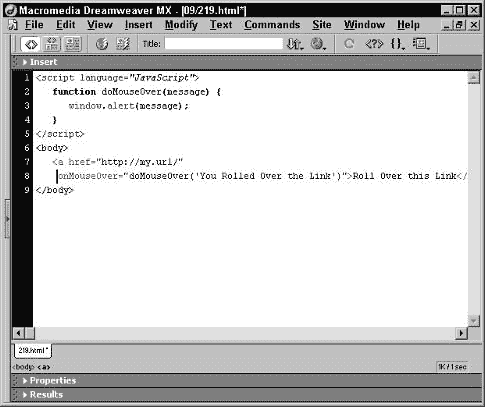 Macromedia Dreamweaver MX - [09/219.html*]
File Edit View Insert Modify Text Commands Site Window Help
Title:
Insert
1 <script language="JavaScript">
2 function doMouseOver(message) {
3 window.alert(message);
4 }
5 </script>
6 <body>
7 <a href="http://my.url/"
8 onMouseOver="doMouseOver('You Rolled Over the Link')">Roll Over this Link</
9 </body>
219.html*
<body> <a>
1K / 1 sec
Properties
Results